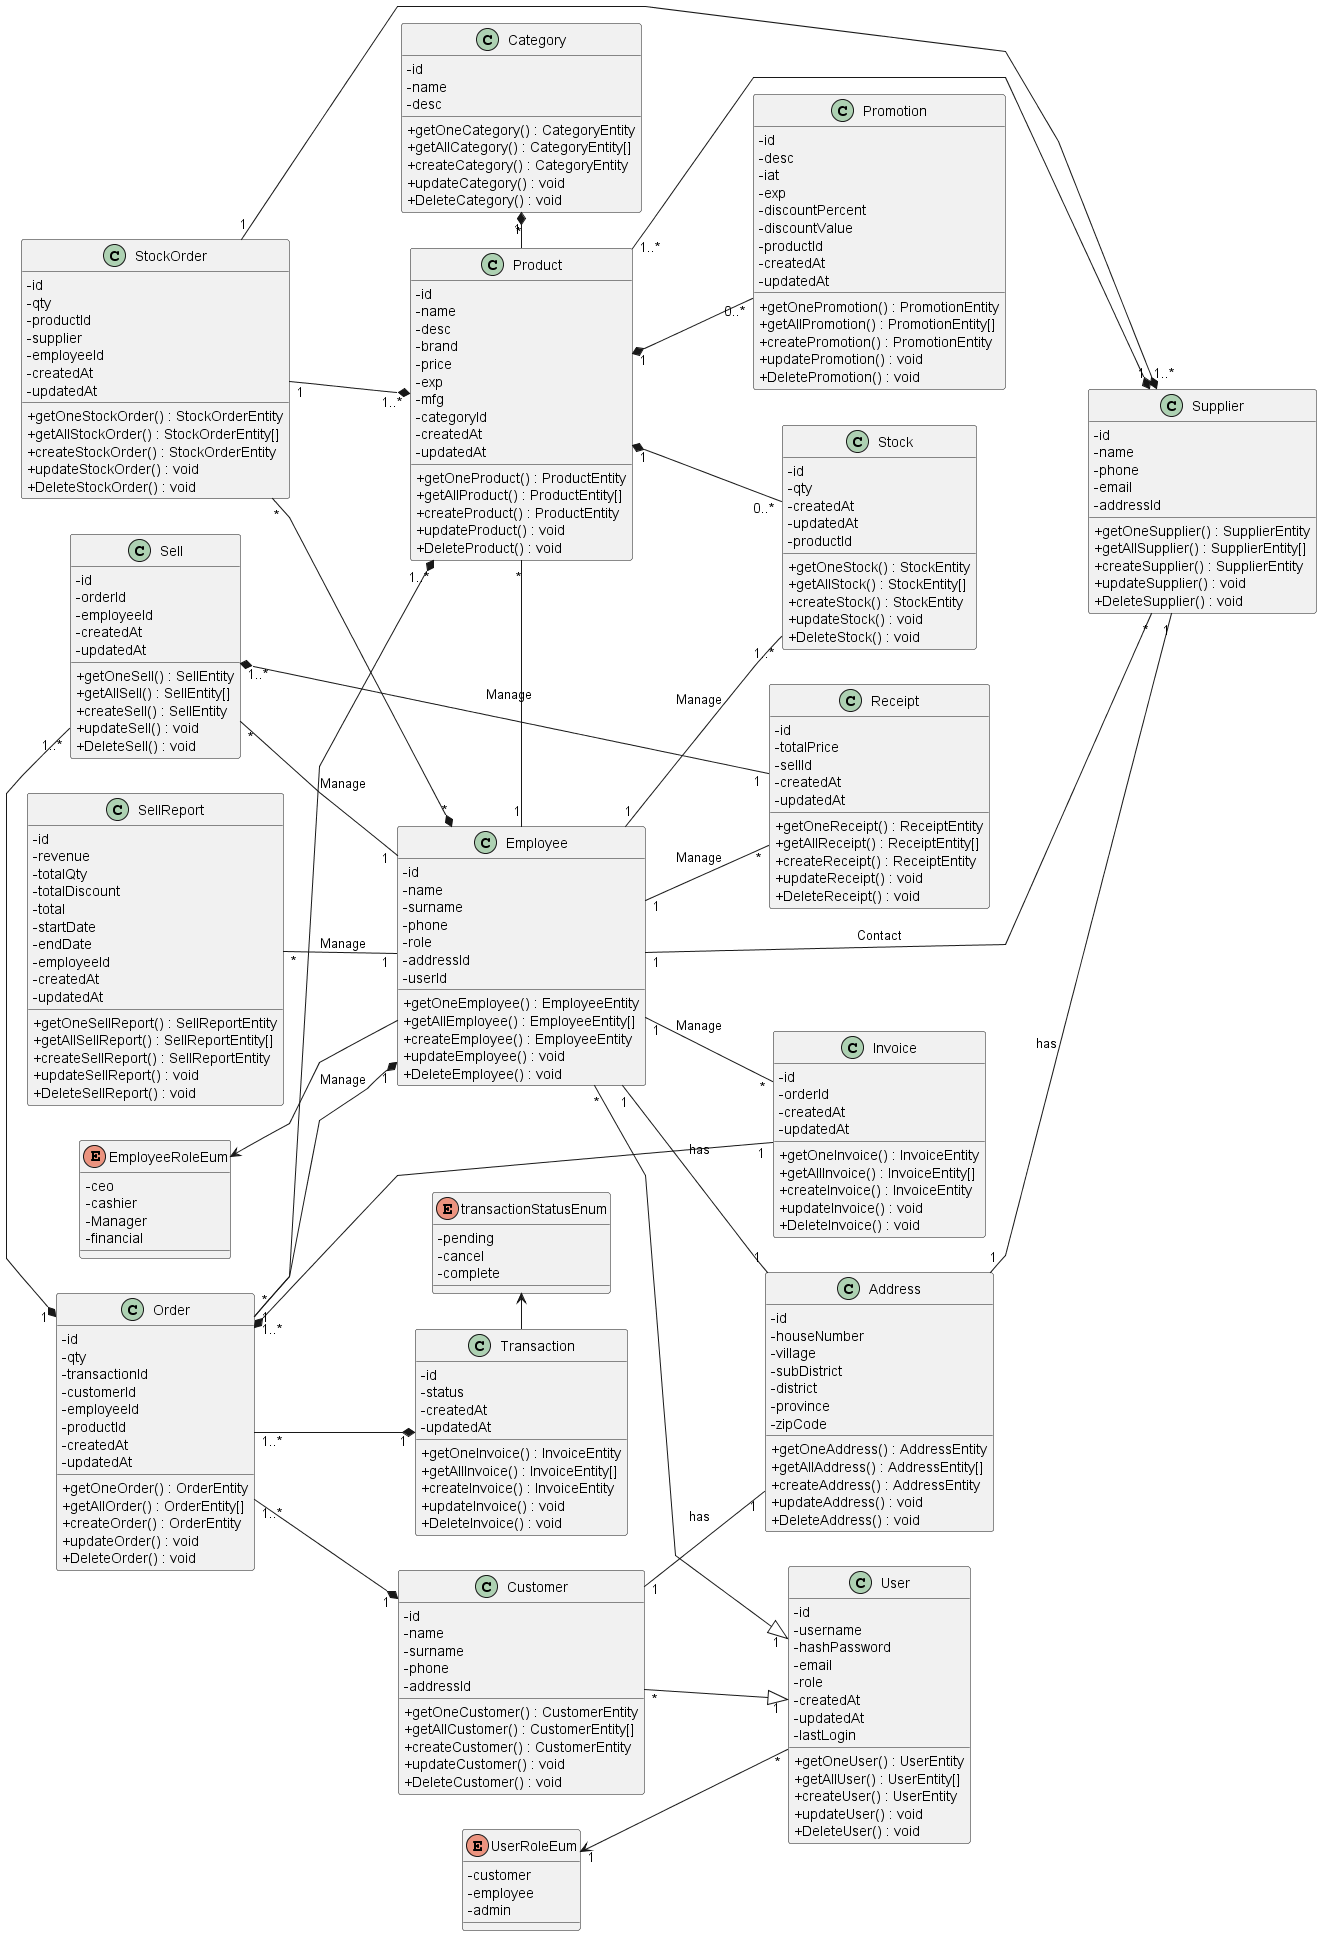 C Category
-id
-name
-desc
+getOneCategory() : CategoryEntity
+getAllCategory() : CategoryEntity[]
+createCategory() : CategoryEntity
+updateCategory() : void
+DeleteCategory() : void
C Promotion
-id
-desc
-iat
-exp
-discountPercent
-discountValue
-productId
-createdAt
-updatedAt
+getOnePromotion() : PromotionEntity
+getAllPromotion() : PromotionEntity[]
+createPromotion() : PromotionEntity
+updatePromotion() : void
+DeletePromotion() : void
C StockOrder
-id
-qty
-productId
-supplier
-employeeId
-createdAt
-updatedAt
+getOneStockOrder() : StockOrderEntity
+getAllStockOrder() : StockOrderEntity[]
+createStockOrder() : StockOrderEntity
+updateStockOrder() : void
+DeleteStockOrder() : void
C Product
-id
-name
-desc
-brand
-price
-exp
-mfg
-categoryId
-createdAt
-updatedAt
+getOneProduct() : ProductEntity
+getAllProduct() : ProductEntity[]
+createProduct() : ProductEntity
+updateProduct() : void
+DeleteProduct() : void
C Supplier
-id
-name
-phone
-email
-addressId
+getOneSupplier() : SupplierEntity
+getAllSupplier() : SupplierEntity[]
+createSupplier() : SupplierEntity
+updateSupplier() : void
+DeleteSupplier() : void
C Stock
-id
-qty
-createdAt
-updatedAt
-productId
+getOneStock() : StockEntity
+getAllStock() : StockEntity[]
+createStock() : StockEntity
+updateStock() : void
+DeleteStock() : void
C Sell
-id
-orderId
-employeeId
-createdAt
-updatedAt
+getOneSell() : SellEntity
+getAllSell() : SellEntity[]
+createSell() : SellEntity
+updateSell() : void
+DeleteSell() : void
C Receipt
-id
-totalPrice
-sellId
-createdAt
-updatedAt
+getOneReceipt() : ReceiptEntity
+getAllReceipt() : ReceiptEntity[]
+createReceipt() : ReceiptEntity
+updateReceipt() : void
+DeleteReceipt() : void
C SellReport
-id
-revenue
-totalQty
-totalDiscount
-total
-startDate
-endDate
-employeeId
-createdAt
-updatedAt
+getOneSellReport() : SellReportEntity
+getAllSellReport() : SellReportEntity[]
+createSellReport() : SellReportEntity
+updateSellReport() : void
+DeleteSellReport() : void
C Employee
-id
-name
-surname
-phone
-role
-addressId
-userId
+getOneEmployee() : EmployeeEntity
+getAllEmployee() : EmployeeEntity[]
+createEmployee() : EmployeeEntity
+updateEmployee() : void
+DeleteEmployee() : void
C Invoice
-id
-orderId
-createdAt
-updatedAt
+getOneInvoice() : InvoiceEntity
+getAllInvoice() : InvoiceEntity[]
+createInvoice() : InvoiceEntity
+updateInvoice() : void
+DeleteInvoice() : void
E EmployeeRoleEum
-ceo
-cashier
-Manager
-financial
E transactionStatusEnum
-pending
-cancel
-complete
C Order
-id
-qty
-transactionId
-customerId
-employeeId
-productId
-createdAt
-updatedAt
+getOneOrder() : OrderEntity
+getAllOrder() : OrderEntity[]
+createOrder() : OrderEntity
+updateOrder() : void
+DeleteOrder() : void
C Transaction
-id
-status
-createdAt
-updatedAt
+getOneInvoice() : InvoiceEntity
+getAllInvoice() : InvoiceEntity[]
+createInvoice() : InvoiceEntity
+updateInvoice() : void
+DeleteInvoice() : void
C Address
-id
-houseNumber
-village
-subDistrict
-district
-province
-zipCode
+getOneAddress() : AddressEntity
+getAllAddress() : AddressEntity[]
+createAddress() : AddressEntity
+updateAddress() : void
+DeleteAddress() : void
C Customer
-id
-name
-surname
-phone
-addressId
+getOneCustomer() : CustomerEntity
+getAllCustomer() : CustomerEntity[]
+createCustomer() : CustomerEntity
+updateCustomer() : void
+DeleteCustomer() : void
C User
-id
-username
-hashPassword
-email
-role
-createdAt
-updatedAt
-lastLogin
+getOneUser() : UserEntity
+getAllUser() : UserEntity[]
+createUser() : UserEntity
+updateUser() : void
+DeleteUser() : void
E UserRoleEum
-customer
-employee
-admin
1
1..*
0..*
1
1
1..*
1
1..*
1
0..*
*
1..*
*
1..*
*
1
1..*
Manage
Manage
*
1..*
Manage
1
*
1
1
1
Manage
*
1
Contact
Manage
*
1
1
1
Manage
*
has
Manage
1
*
1
has
1
1
1
*
1
1..*
1
1..*
1
1..*
1
has
1
1
1
*
1
*
1